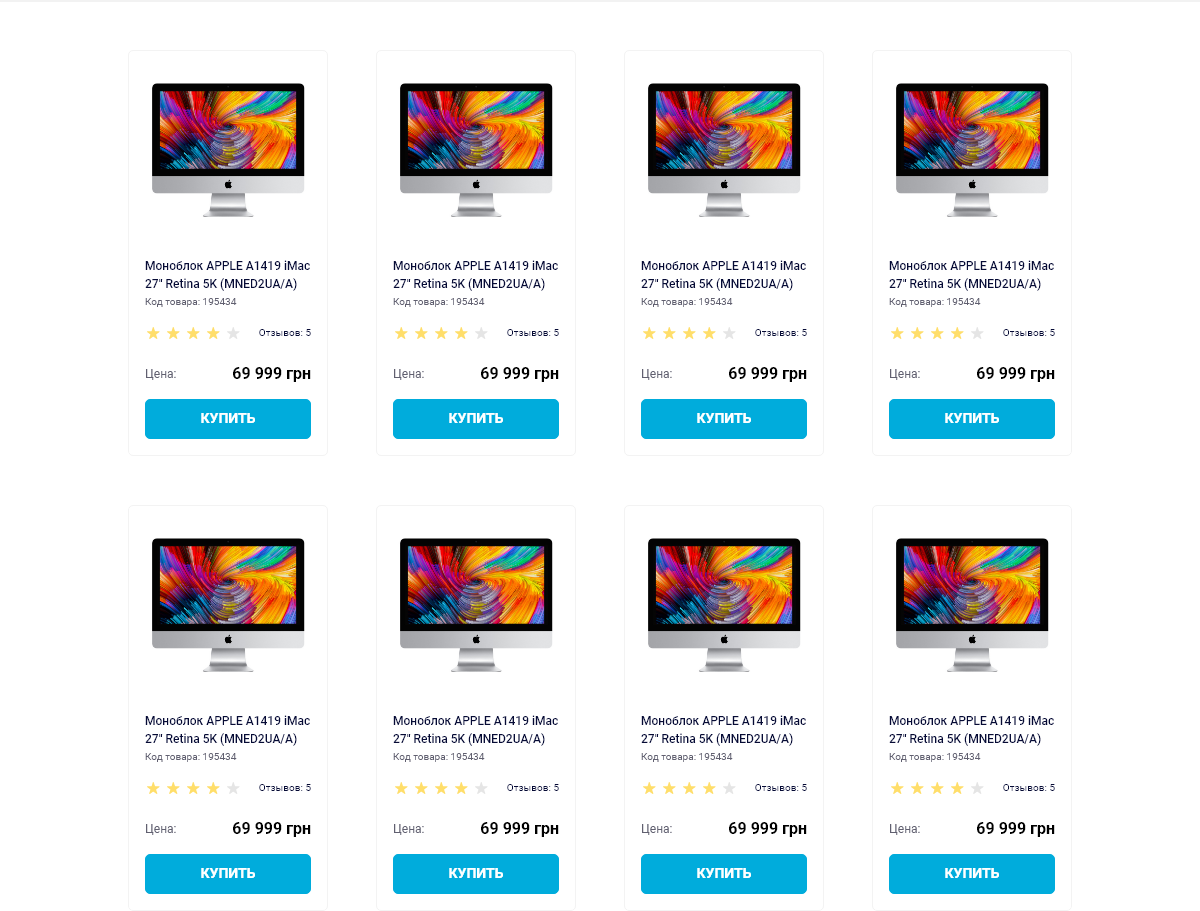 Моноблок APPLE A1419 iMac
27" Retina 5K (MNED2UA/A)
Код товара: 195434
Отзывов: 5
Цена: 69 999 грн
КУПИТЬ
Моноблок APPLE A1419 iMac
27" Retina 5K (MNED2UA/A)
Код товара: 195434
Отзывов: 5
Цена: 69 999 грн
КУПИТЬ
Моноблок APPLE A1419 iMac
27" Retina 5K (MNED2UA/A)
Код товара: 195434
Отзывов: 5
Цена: 69 999 грн
КУПИТЬ
Моноблок APPLE A1419 iMac
27" Retina 5K (MNED2UA/A)
Код товара: 195434
Отзывов: 5
Цена: 69 999 грн
КУПИТЬ
Моноблок APPLE A1419 iMac
27" Retina 5K (MNED2UA/A)
Код товара: 195434
Отзывов: 5
Цена: 69 999 грн
КУПИТЬ
Моноблок APPLE A1419 iMac
27" Retina 5K (MNED2UA/A)
Код товара: 195434
Отзывов: 5
Цена: 69 999 грн
КУПИТЬ
Моноблок APPLE A1419 iMac
27" Retina 5K (MNED2UA/A)
Код товара: 195434
Отзывов: 5
Цена: 69 999 грн
КУПИТЬ
Моноблок APPLE A1419 iMac
27" Retina 5K (MNED2UA/A)
Код товара: 195434
Отзывов: 5
Цена: 69 999 грн
КУПИТЬ